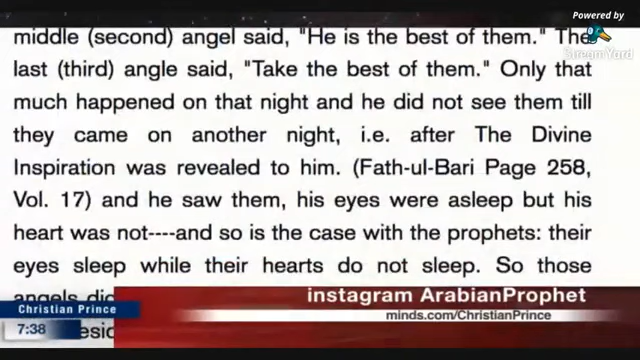 Powered by
StreamYard
middle (second) angel said, "He is the best of them." The
last (third) angle said, "Take the best of them." Only that
much happened on that night and he did not see them till
they came on another night, i.e. after The Divine
Inspiration was revealed to him. (Fath-ul-Bari Page 258,
Vol. 17) and he saw them, his eyes were asleep but his
heart was not----and so is the case with the prophets: their
eyes sleep while their hearts do not sleep. So those
angels
instagram ArabianProphet
Christian Prince
minds.com/ChristianPrince
7:38